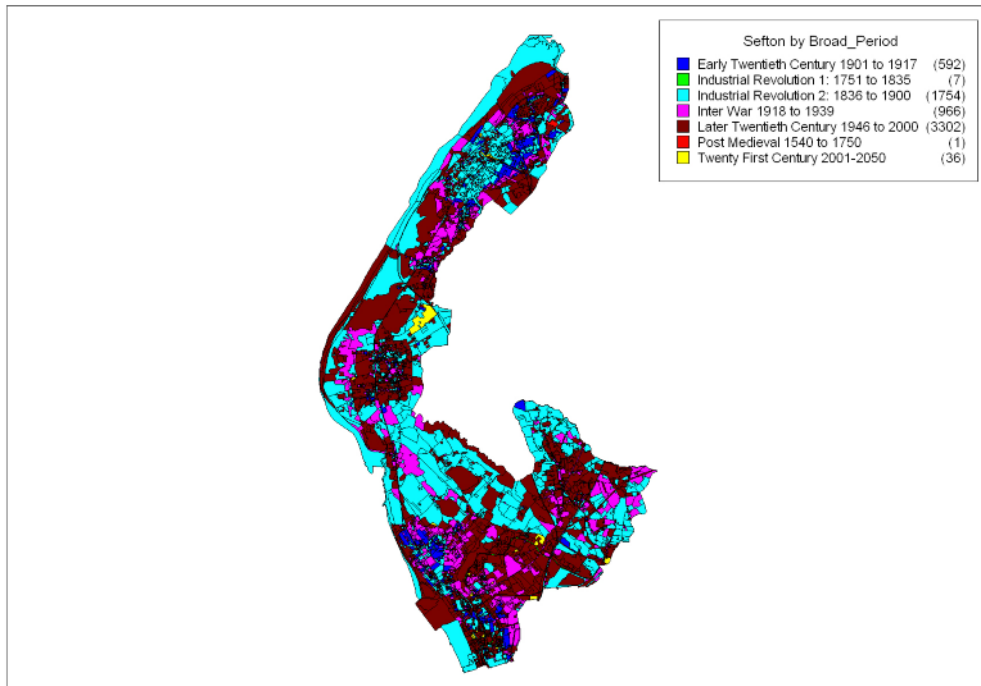 Sefton by Broad_Period
Early Twentieth Century 1901 to 1917 (592)
Industrial Revolution 1: 1751 to 1835 (7)
Industrial Revolution 2: 1836 to 1900 (1754)
Inter War 1918 to 1939 (966)
Later Twentieth Century 1946 to 2000 (3302)
Post Medieval 1540 to 1750 (1)
Twenty First Century 2001-2050 (36)